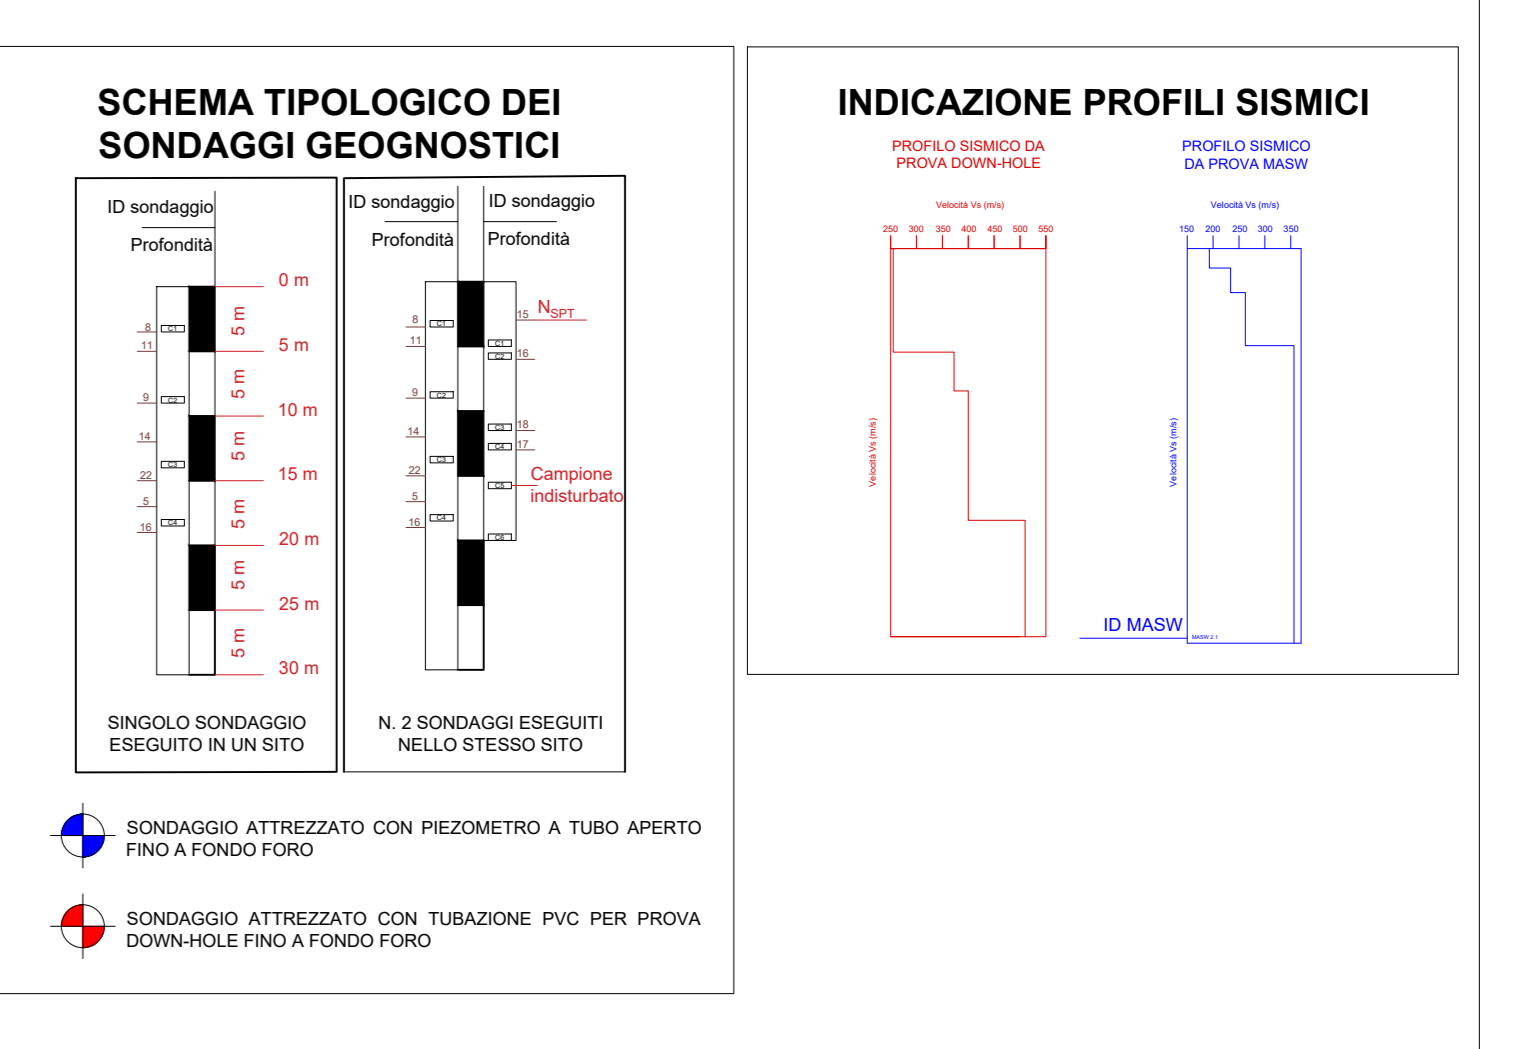 SCHEMA TIPOLOGICO DEI
SONDAGGI GEOGNOSTICI
ID sondaggio
Profondità
0 m
5 m
10 m
15 m
20 m
25 m
30 m
5 m
5 m
5 m
5 m
5 m
5 m
8
11
9
14
22
5
16
C1
C2
C3
C4
SINGOLO SONDAGGIO
ESEGUITO IN UN SITO
ID sondaggio
Profondità
ID sondaggio
Profondità
8
11
9
14
22
5
16
C1
C2
C3
C4
15
NSPT
16
18
17
C1
C2
C3
C4
C5
C6
Campione
indisturbato
N. 2 SONDAGGI ESEGUITI
NELLO STESSO SITO
SONDAGGIO ATTREZZATO CON PIEZOMETRO A TUBO APERTO
FINO A FONDO FORO
SONDAGGIO ATTREZZATO CON TUBAZIONE PVC PER PROVA
DOWN-HOLE FINO A FONDO FORO
INDICAZIONE PROFILI SISMICI
PROFILO SISMICO DA
PROVA DOWN-HOLE
Velocità Vs (m/s)
250 300 350 400 450 500 550
Velocità Vs (m/s)
PROFILO SISMICO
DA PROVA MASW
Velocità Vs (m/s)
150 200 250 300 350
Velocità Vs (m/s)
ID MASW
MASW 2.1